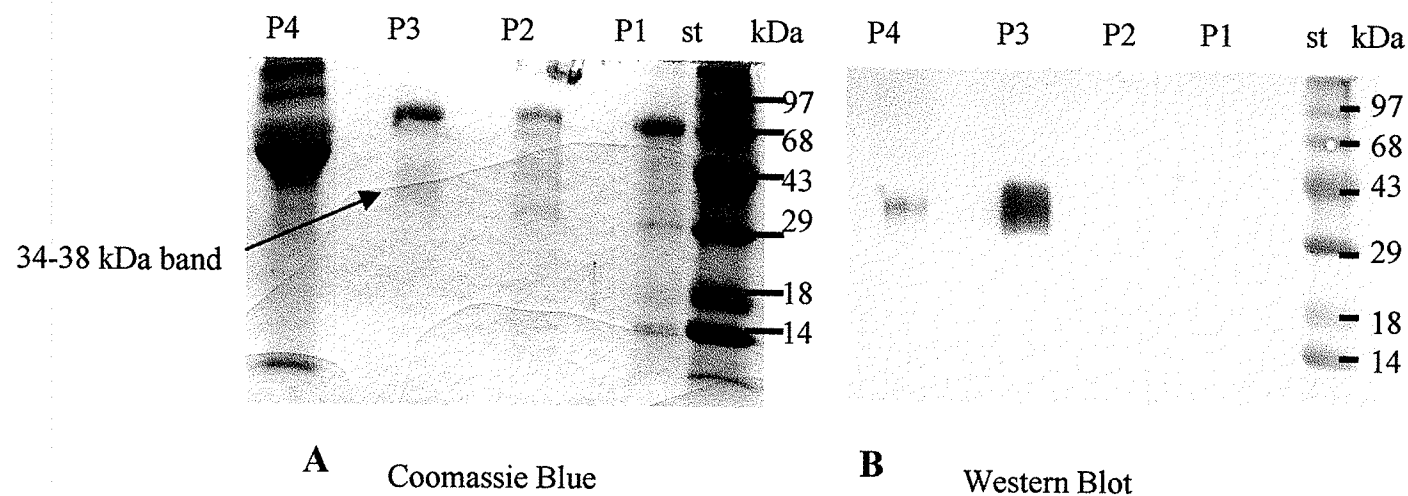 P4 P3 P2 P1 st kDa
97
68
43
29
18
14
34-38 kDa band
A Coomassie Blue
P4 P3 P2 P1 st kDa
97
68
43
29
18
14
B Western Blot